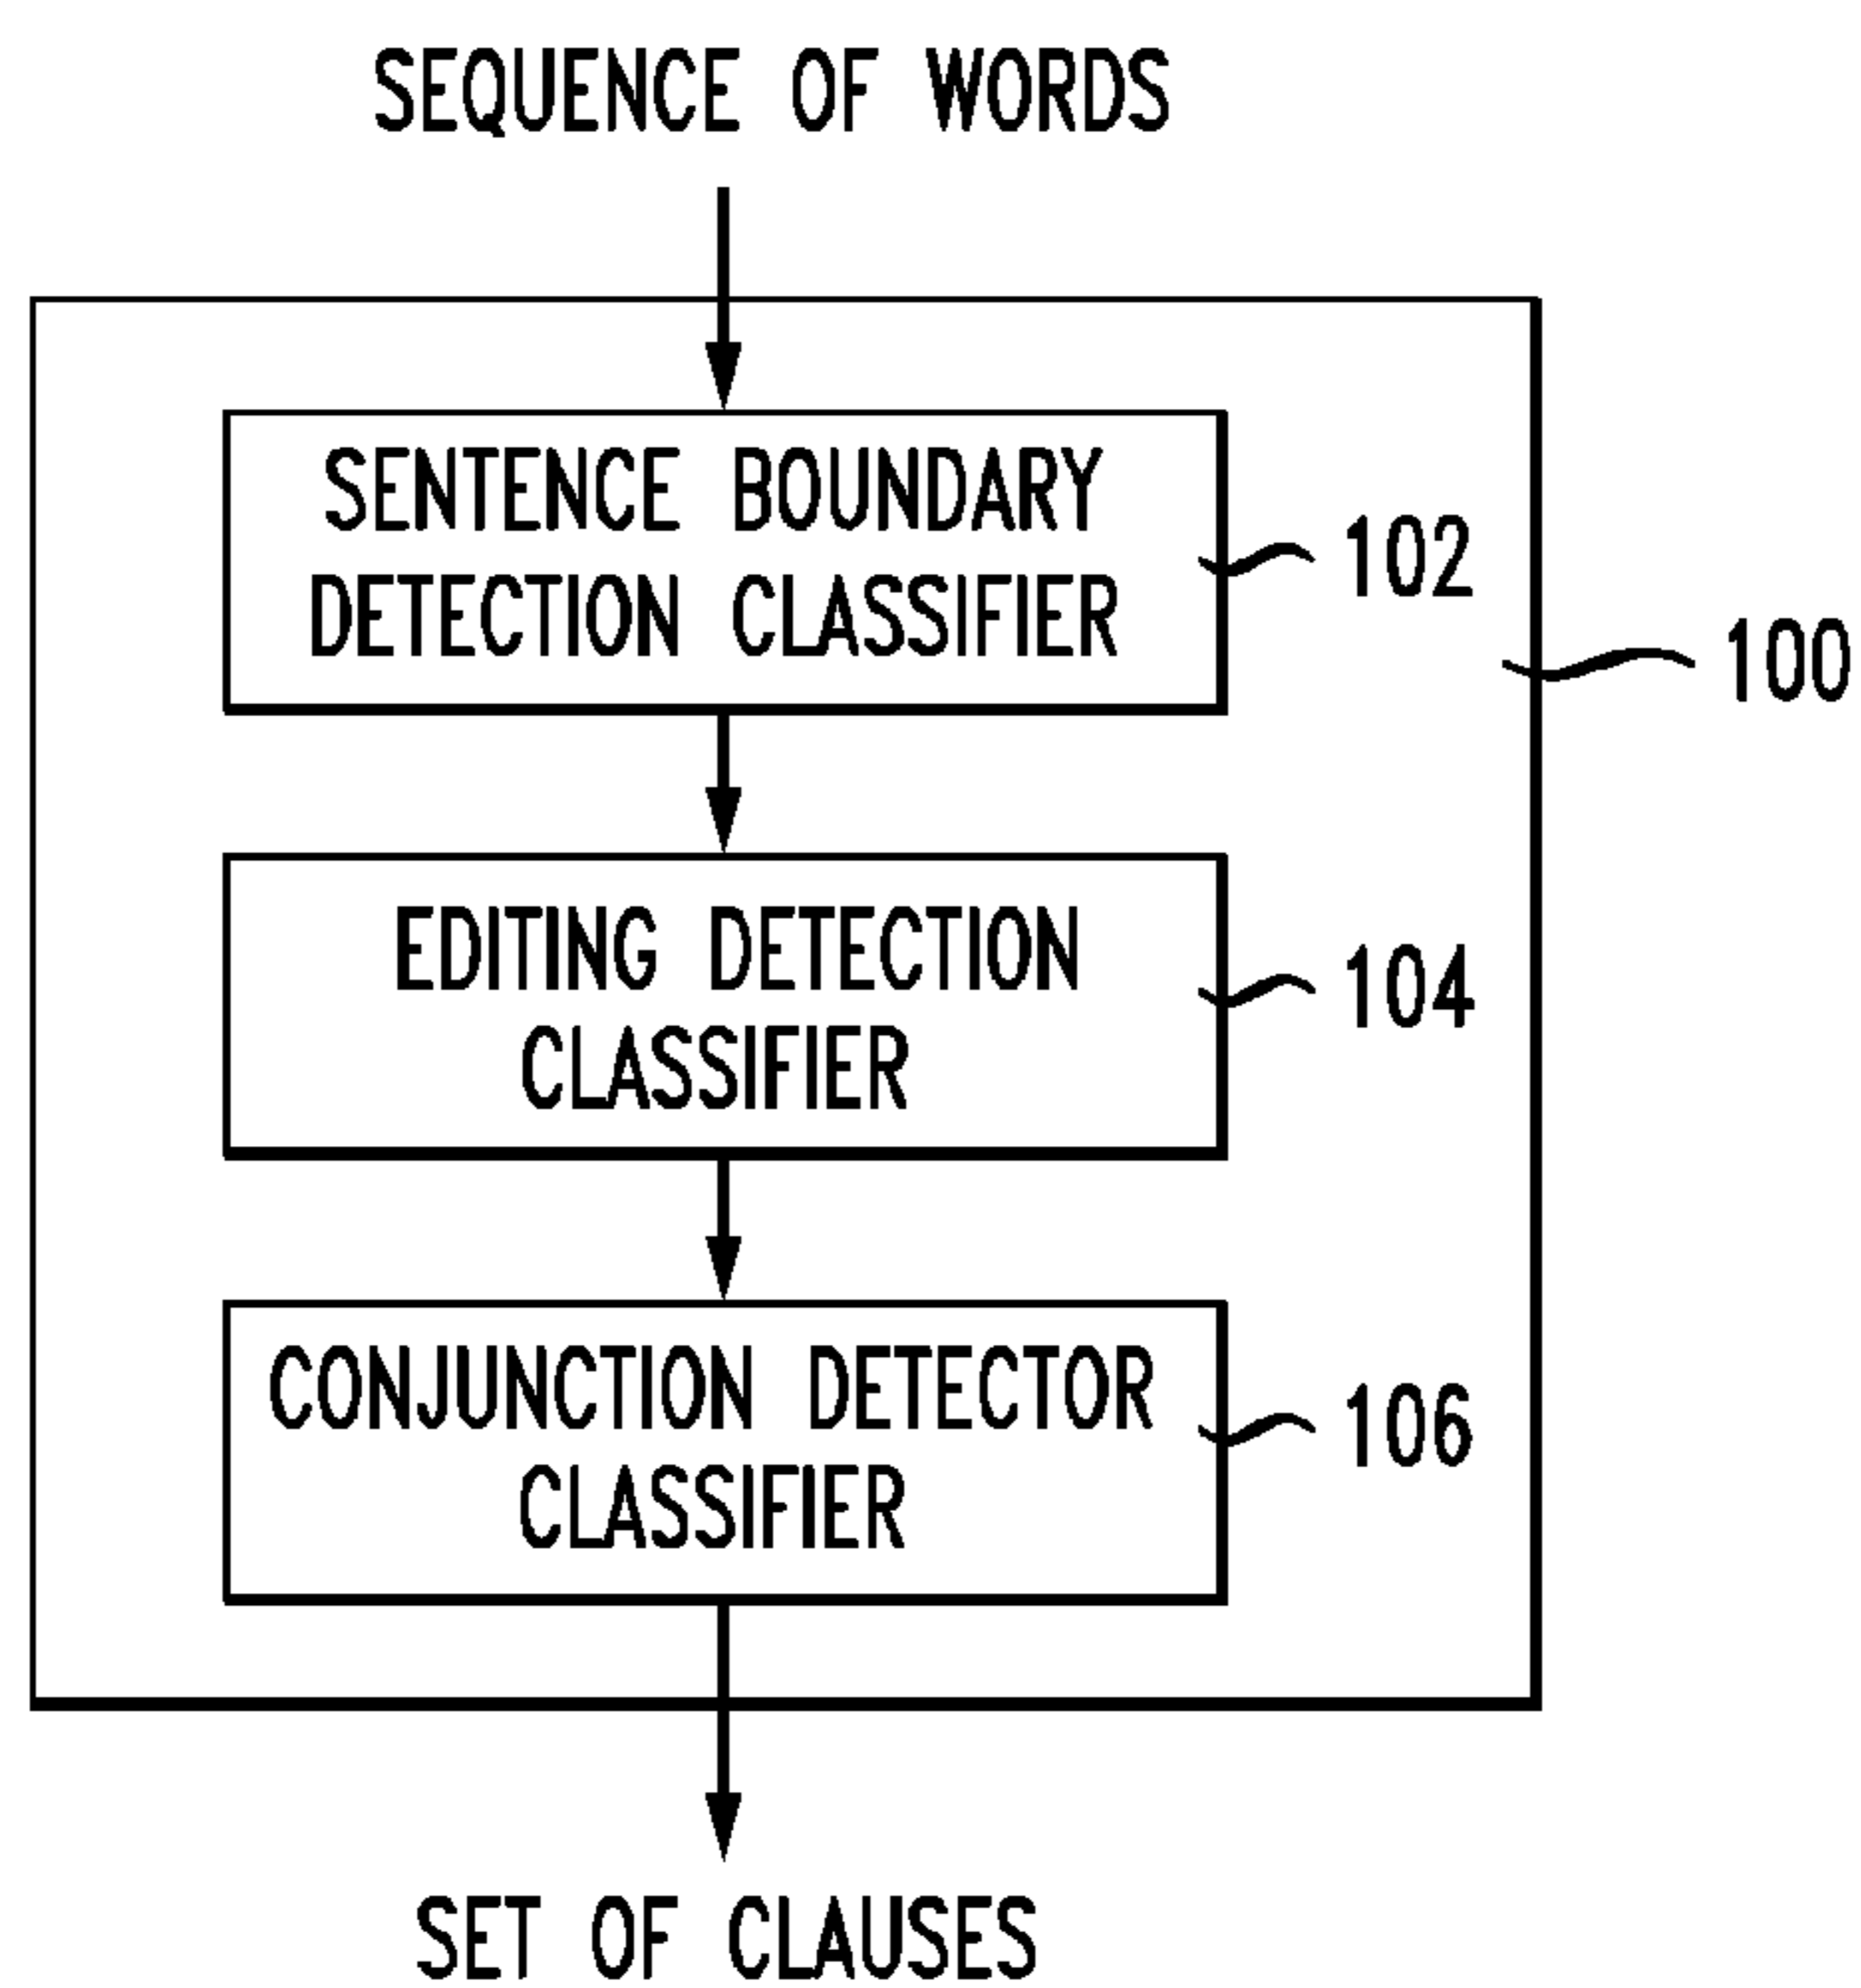 SEQUENCE OF WORDS
SENTENCE BOUNDARY
DETECTION CLASSIFIER
102
100
EDITING DETECTION
CLASSIFIER
104
CONJUNCTION DETECTOR
CLASSIFIER
106
SET OF CLAUSES